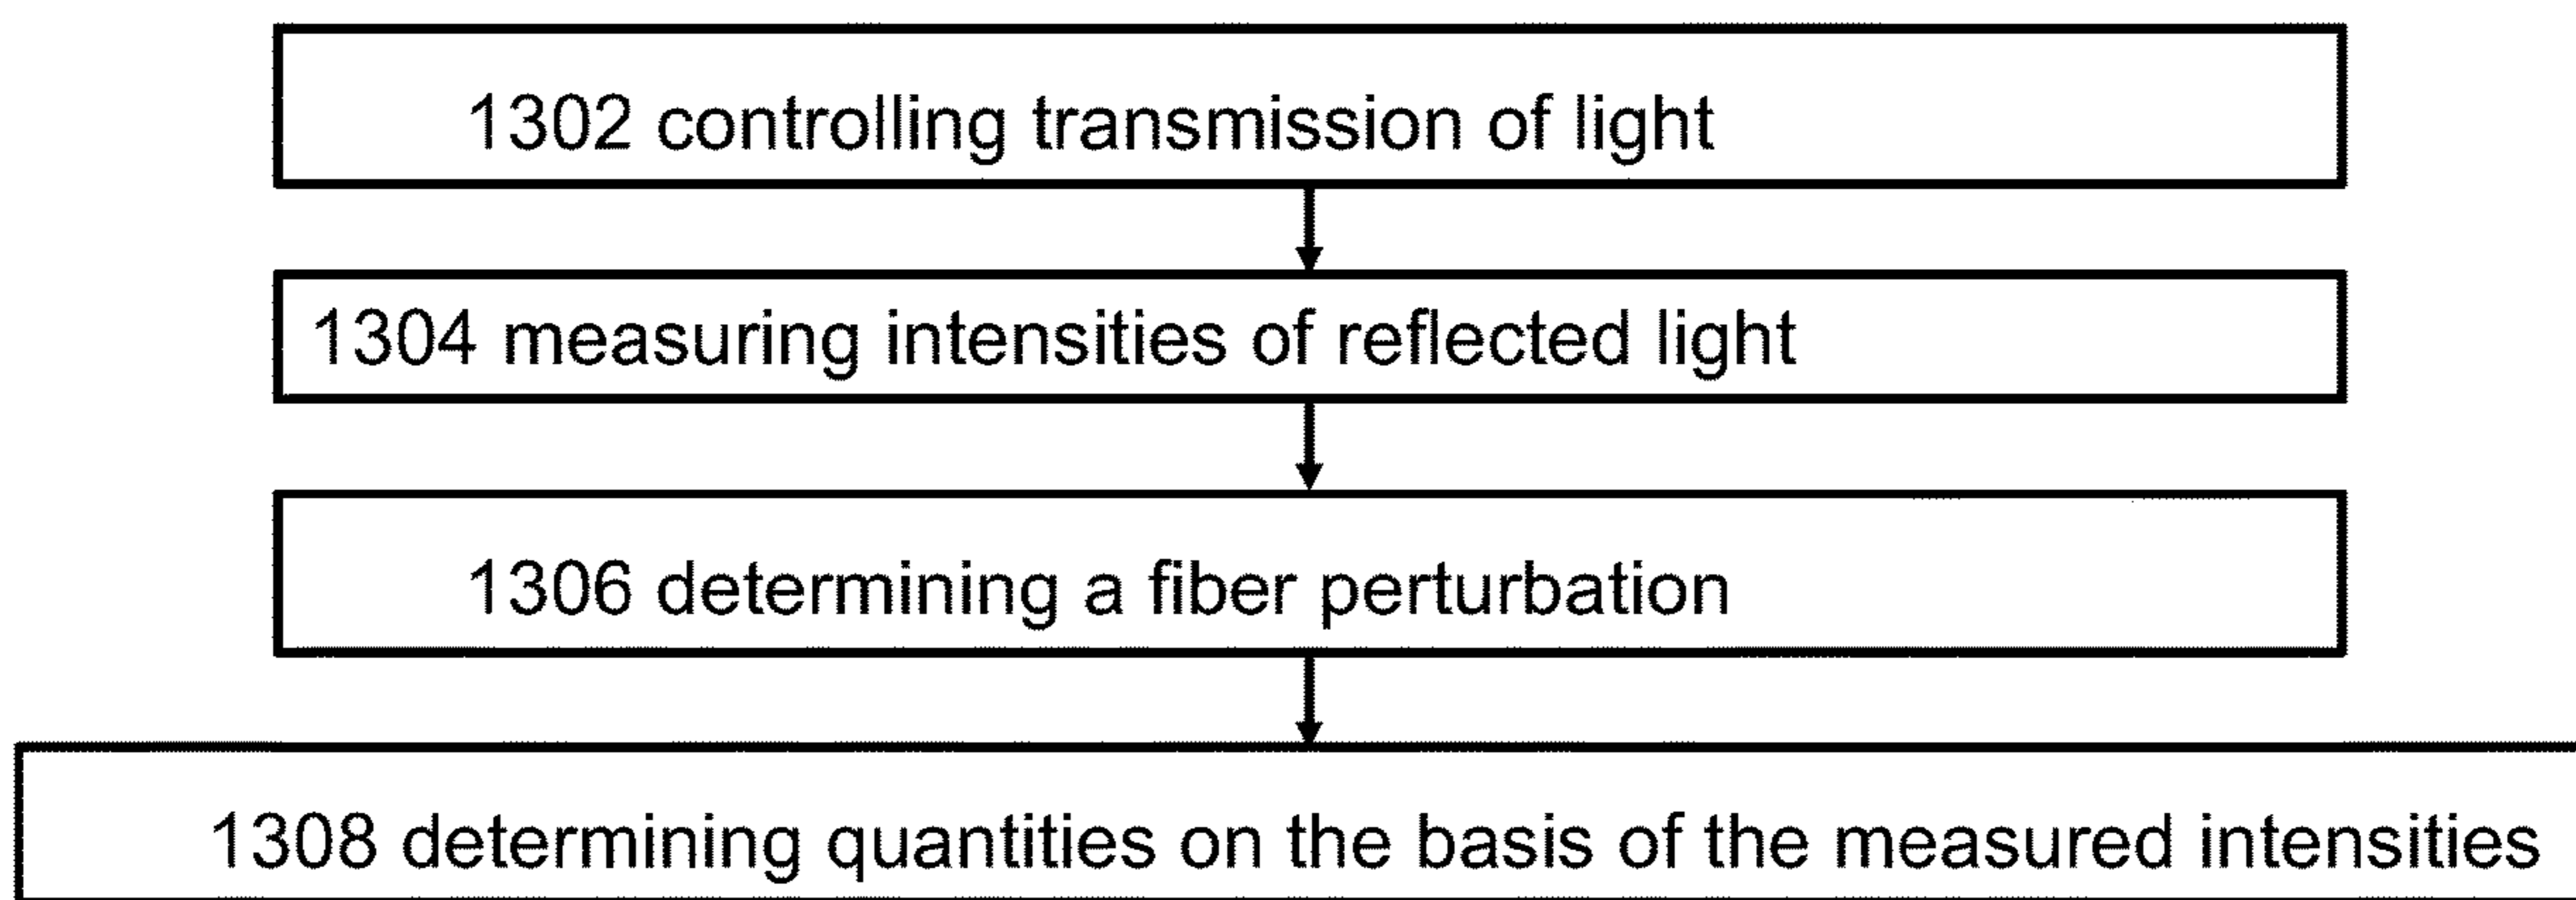 1302 controlling transmission of light
1304 measuring intensities of reflected light
1306 determining a fiber perturbation
1308 determining quantities on the basis of the measured intensities